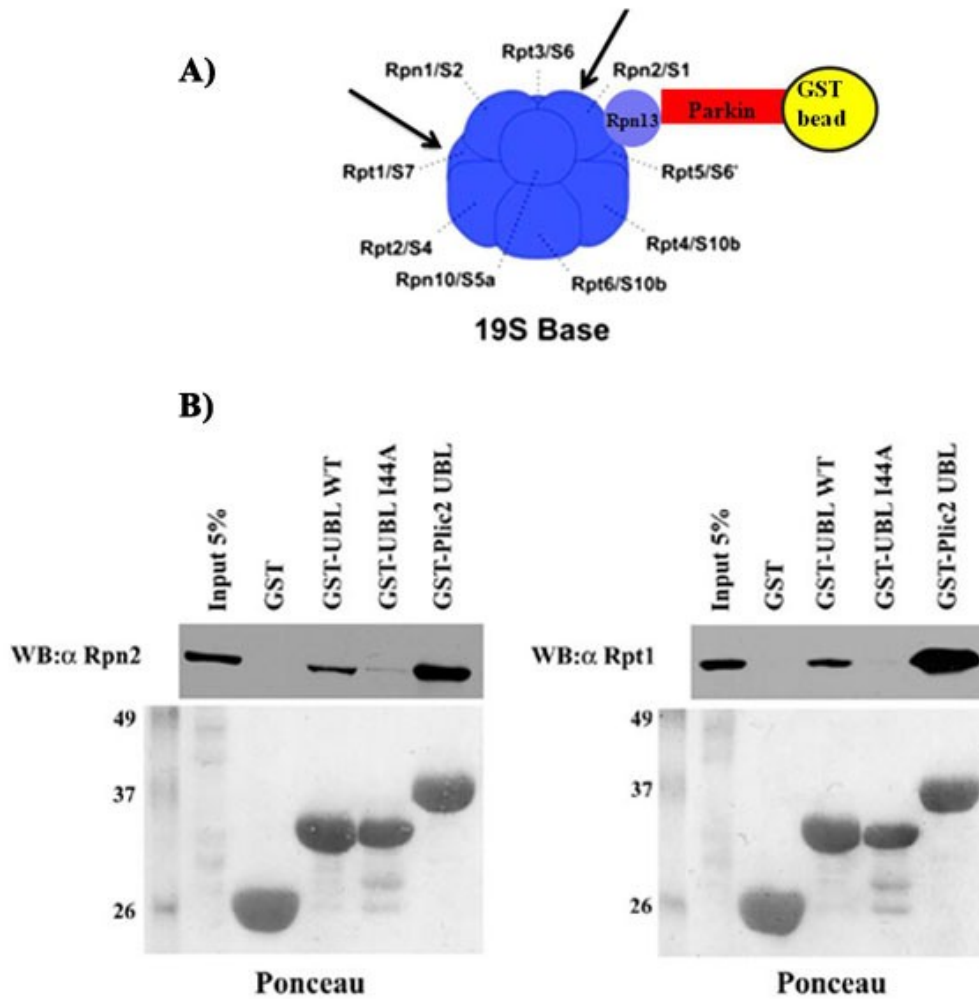 A)
Rpt3/S6
Rpn1/S2
Rpn2/S1
Rpn13
Parkin
GST
bead
Rpt1/S7
Rpt5/S6'
Rpt2/S4
Rpt4/S10b
Rpn10/S5a
Rpt6/S10b
19S Base
B)
Input 5%
GST
GST-UBL WT
GST-UBL I44A
GST-Plic2 UBL
WB:α Rpn2
49
37
26
Ponceau
Input 5%
GST
GST-UBL WT
GST-UBL I44A
GST-Plic2 UBL
WB:α Rpt1
49
37
26
Ponceau